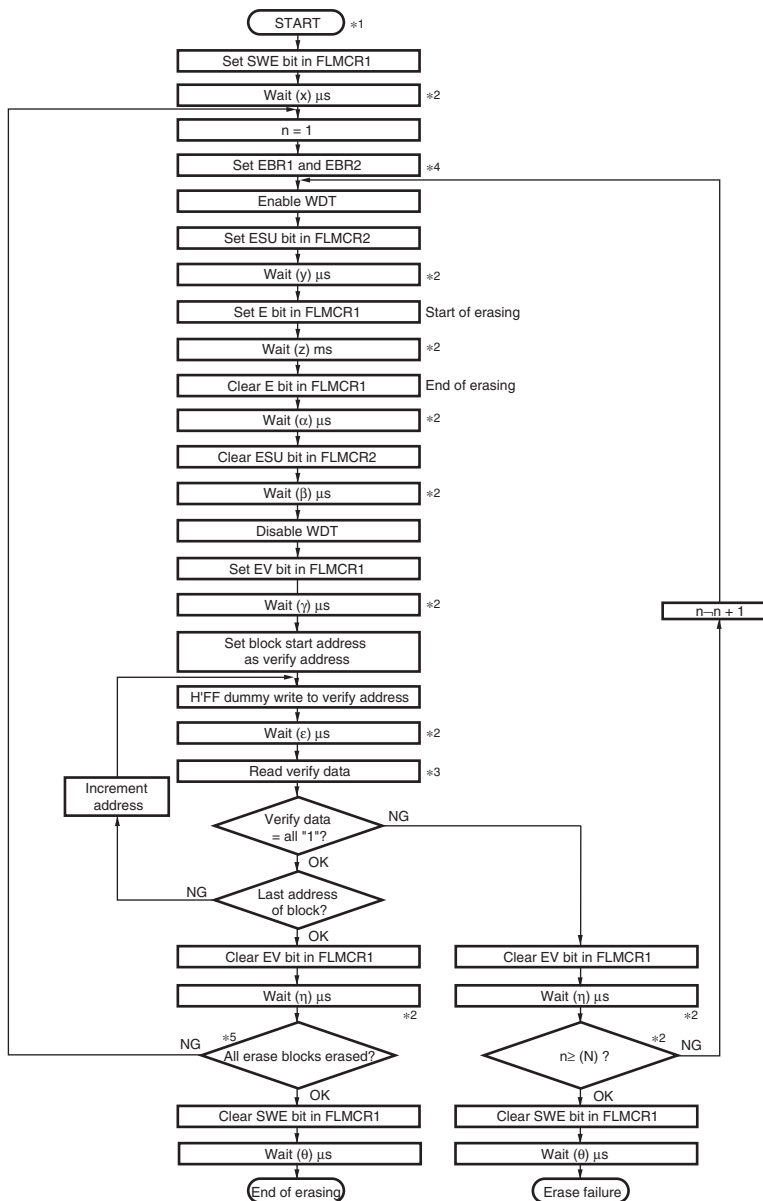 START *1
Set SWE bit in FLMCR1
Wait (x) μs *2
n = 1
Set EBR1 and EBR2 *4
Enable WDT
Set ESU bit in FLMCR2
Wait (y) μs *2
Set E bit in FLMCR1 Start of erasing
Wait (z) ms *2
Clear E bit in FLMCR1 End of erasing
Wait (α) μs *2
Clear ESU bit in FLMCR2
Wait (β) μs *2
Disable WDT
Set EV bit in FLMCR1
Wait (γ) μs *2
n¬n + 1
Set block start address
as verify address
H'FF dummy write to verify address
Wait (ε) μs *2
Read verify data *3
Increment
address
Verify data
= all "1"?
NG
OK
Last address
of block?
NG
OK
Clear EV bit in FLMCR1
Wait (η) μs
*2
*5
All erase blocks erased?
NG
OK
Clear SWE bit in FLMCR1
Wait (θ) μs
End of erasing
Clear EV bit in FLMCR1
Wait (η) μs
*2
*2
n≥ (N) ?
NG
OK
Clear SWE bit in FLMCR1
Wait (θ) μs
Erase failure